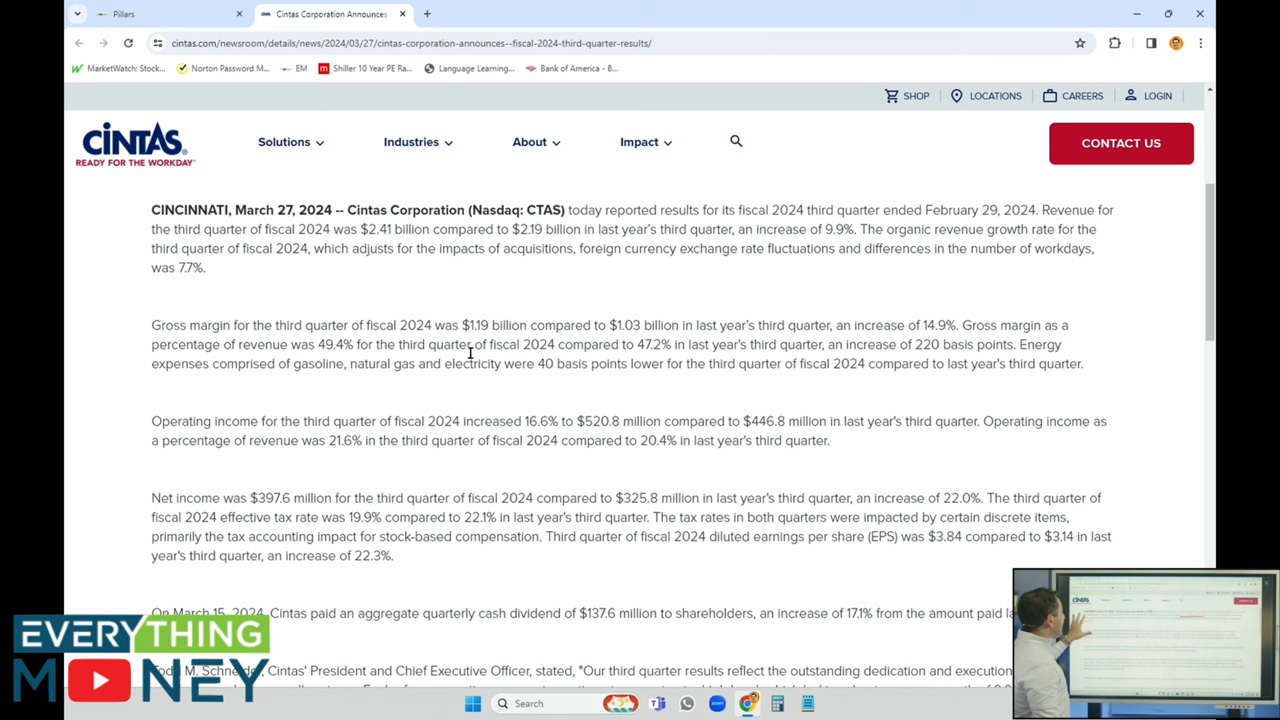 Pillars
Cintas Corporation Announces
cintas.com/newsroom/details/news/2024/03/27/cintas-corporation-announces--fiscal-2024-third-quarter-results/
MarketWatch: Stock... Norton Password M... EM Shiller 10 Year PE Ra... Language Learning... Bank of America - B...
SHOP LOCATIONS CAREERS LOGIN
CINTAS®
READY FOR THE WORKDAY®
Solutions Industries About Impact CONTACT US
CINCINNATI, March 27, 2024 -- Cintas Corporation (Nasdaq: CTAS) today reported results for its fiscal 2024 third quarter ended February 29, 2024. Revenue for
the third quarter of fiscal 2024 was $2.41 billion compared to $2.19 billion in last year's third quarter, an increase of 9.9%. The organic revenue growth rate for the
third quarter of fiscal 2024, which adjusts for the impacts of acquisitions, foreign currency exchange rate fluctuations and differences in the number of workdays,
was 7.7%.
Gross margin for the third quarter of fiscal 2024 was $1.19 billion compared to $1.03 billion in last year's third quarter, an increase of 14.9%. Gross margin as a
percentage of revenue was 49.4% for the third quarter of fiscal 2024 compared to 47.2% in last year's third quarter, an increase of 220 basis points. Energy
expenses comprised of gasoline, natural gas and electricity were 40 basis points lower for the third quarter of fiscal 2024 compared to last year's third quarter.
Operating income for the third quarter of fiscal 2024 increased 16.6% to $520.8 million compared to $446.8 million in last year's third quarter. Operating income as
a percentage of revenue was 21.6% in the third quarter of fiscal 2024 compared to 20.4% in last year's third quarter.
Net income was $397.6 million for the third quarter of fiscal 2024 compared to $325.8 million in last year's third quarter, an increase of 22.0%. The third quarter of
fiscal 2024 effective tax rate was 19.9% compared to 22.1% in last year's third quarter. The tax rates in both quarters were impacted by certain discrete items,
primarily the tax accounting impact for stock-based compensation. Third quarter of fiscal 2024 diluted earnings per share (EPS) was $3.84 compared to $3.14 in last
year's third quarter, an increase of 22.3%.
On March 15, 2024, Cintas paid an aggregate quarterly cash dividend of $137.6 million to shareholders, an increase of 17.1% from the amount paid la
EVERYTHING
MONEY
M. Schneider, Cintas' President and Chief Executive Officer, stated, "Our third quarter results reflect the outstanding dedication and execution
Search